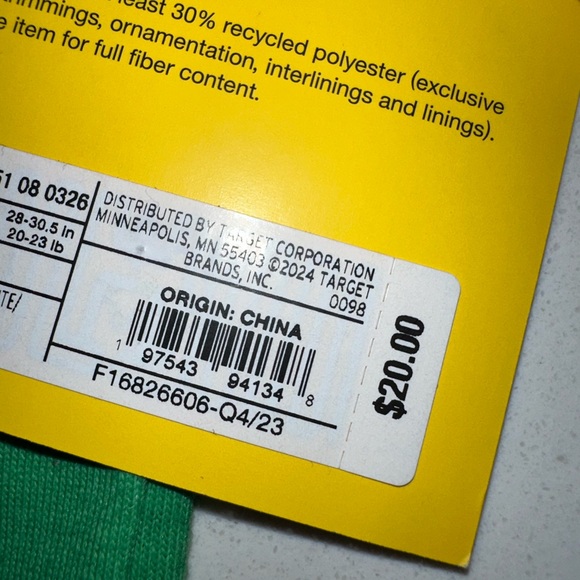 least 30% recycled polyester (exclusive
trimmings, ornamentation, interlinings and linings).
item for full fiber content.
51 08 0326
28-30.5 in
20-23 lb
DISTRIBUTED BY TARGET CORPORATION
MINNEAPOLIS, MN 55403 ©2024 TARGET
BRANDS, INC.
0098
ORIGIN: CHINA
1 97543 94134 8
F16826606-Q4/23
$20.00